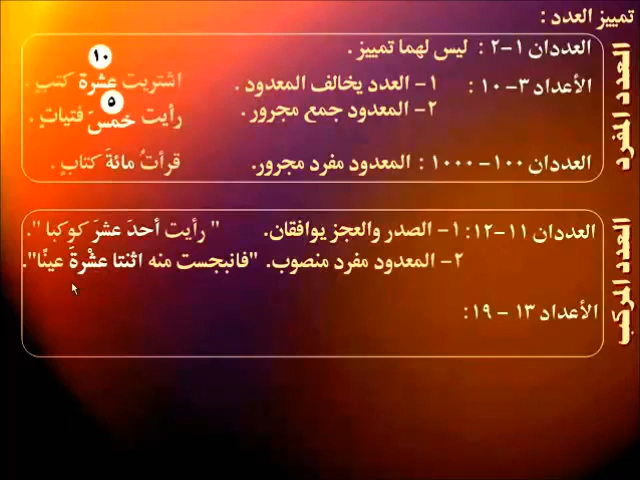 تمييز العدد :
العدد المفرد
العددان ١-٢ : ليس لهما تمييز .
الأعداد ٣-١٠ : ١- العدد يخالف المعدود . اشتريت عشرة كتبٍ .
١٠
٢- المعدود جمع مجرور . رأيت خمسَ فتياتٍ .
٥
العددان ١٠٠-١٠٠٠ : المعدود مفرد مجرور. قرأتُ مائةَ كتابٍ .
العدد المركب
العددان ١١-١٢: ١- الصدر والعجز يوافقان. " رأيت أحدَ عشرَ كوكبا ".
٢- المعدود مفرد منصوب. "فانبجست منه اثنتا عشْرةَ عينًا".
الأعداد ١٣ - ١٩ :